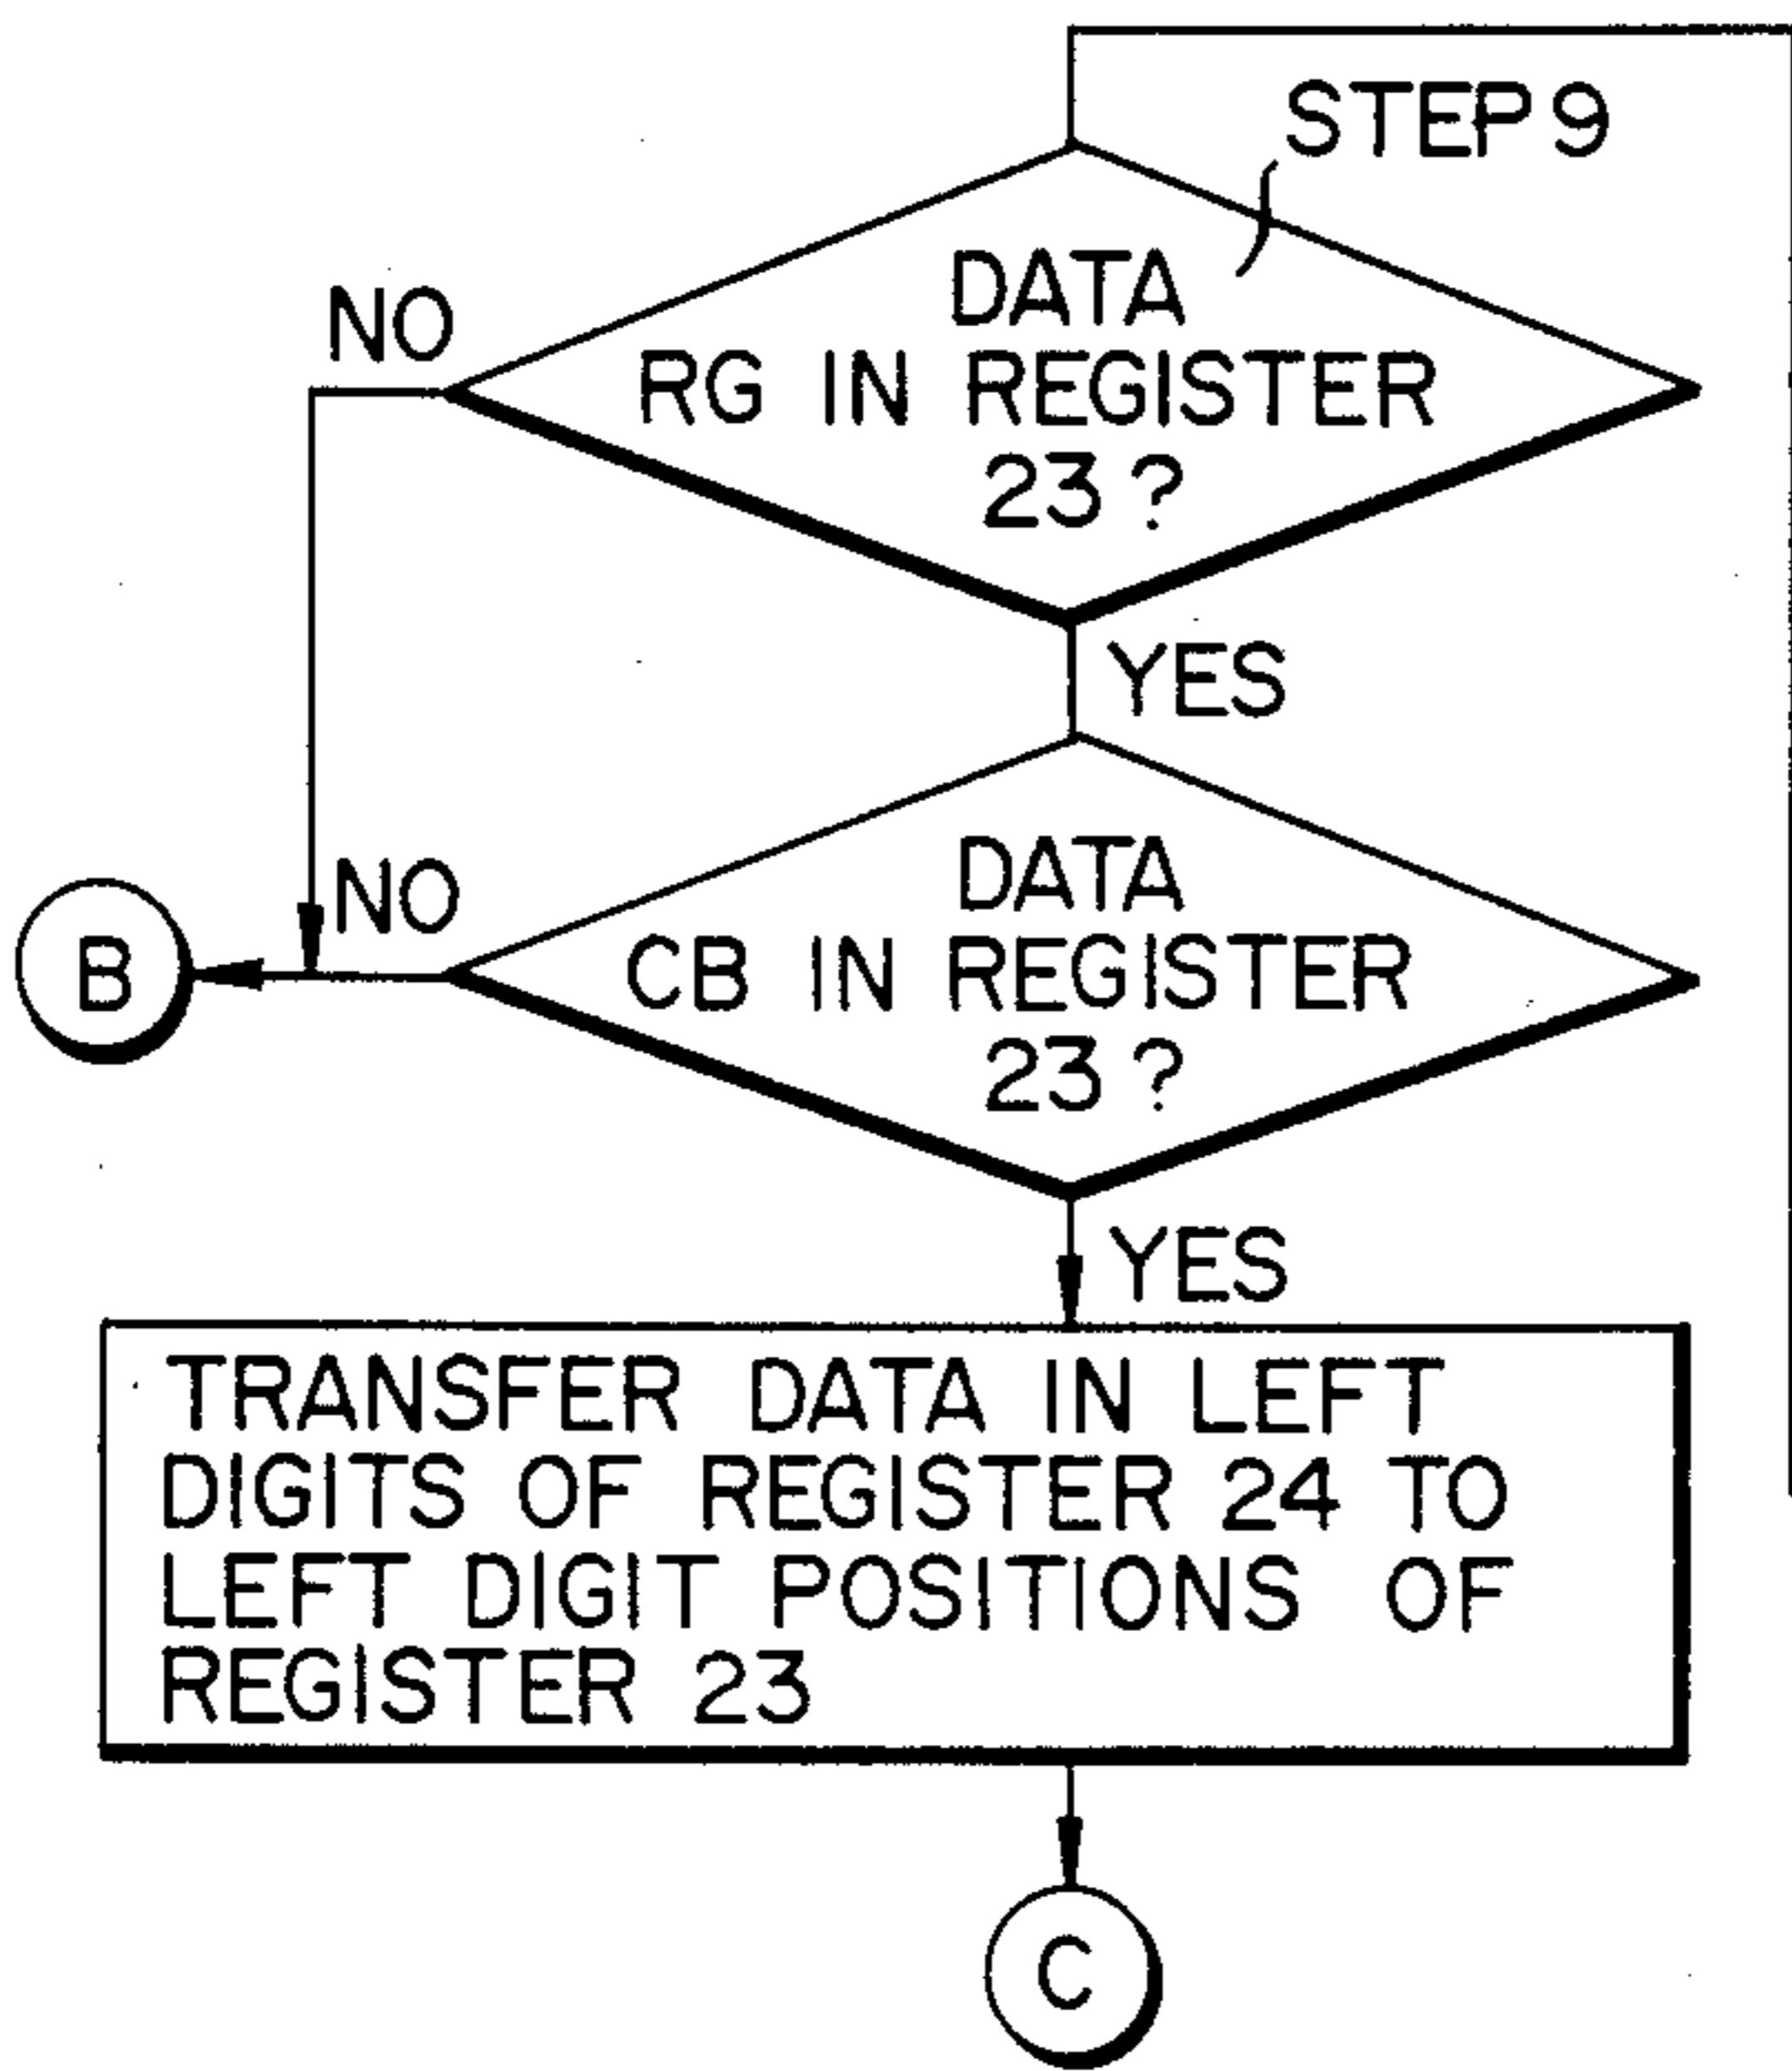 STEP 9
DATA
RG IN REGISTER
23 ?
NO
YES
DATA
CB IN REGISTER
23 ?
NO
B
YES
TRANSFER DATA IN LEFT
DIGITS OF REGISTER 24 TO
LEFT DIGIT POSITIONS OF
REGISTER 23
C